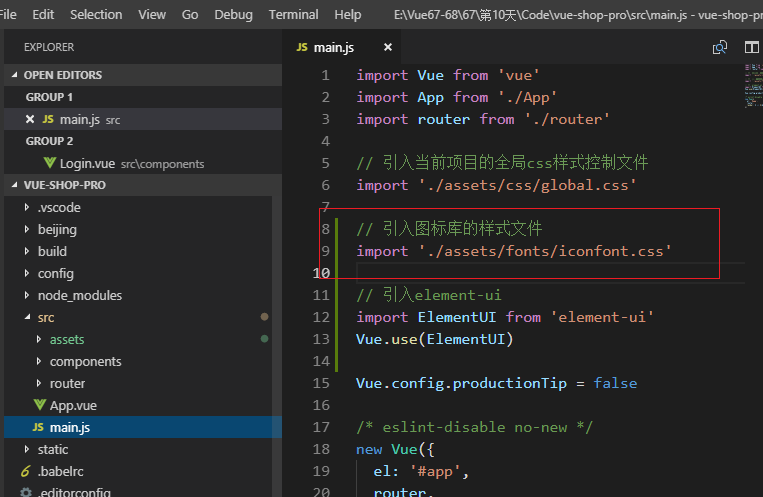 File Edit Selection View Go Debug Terminal Help E:\Vue67-68\67\第10天\Code\vue-shop-pro\src\main.js - vue-shop-pro
EXPLORER
OPEN EDITORS
GROUP 1
JS main.js src
GROUP 2
Login.vue src\components
VUE-SHOP-PRO
.vscode
beijing
build
config
node_modules
src
assets
components
router
App.vue
JS main.js
static
.babelrc
.editorconfig
JS main.js
1 import Vue from 'vue'
2 import App from './App'
3 import router from './router'
4
5 // 引入当前项目的全局css样式控制文件
6 import './assets/css/global.css'
7
8 // 引入图标库的样式文件
9 import './assets/fonts/iconfont.css'
10
11 // 引入element-ui
12 import ElementUI from 'element-ui'
13 Vue.use(ElementUI)
14
15 Vue.config.productionTip = false
16
17 /* eslint-disable no-new */
18 new Vue({
19 el: '#app',
20 router,